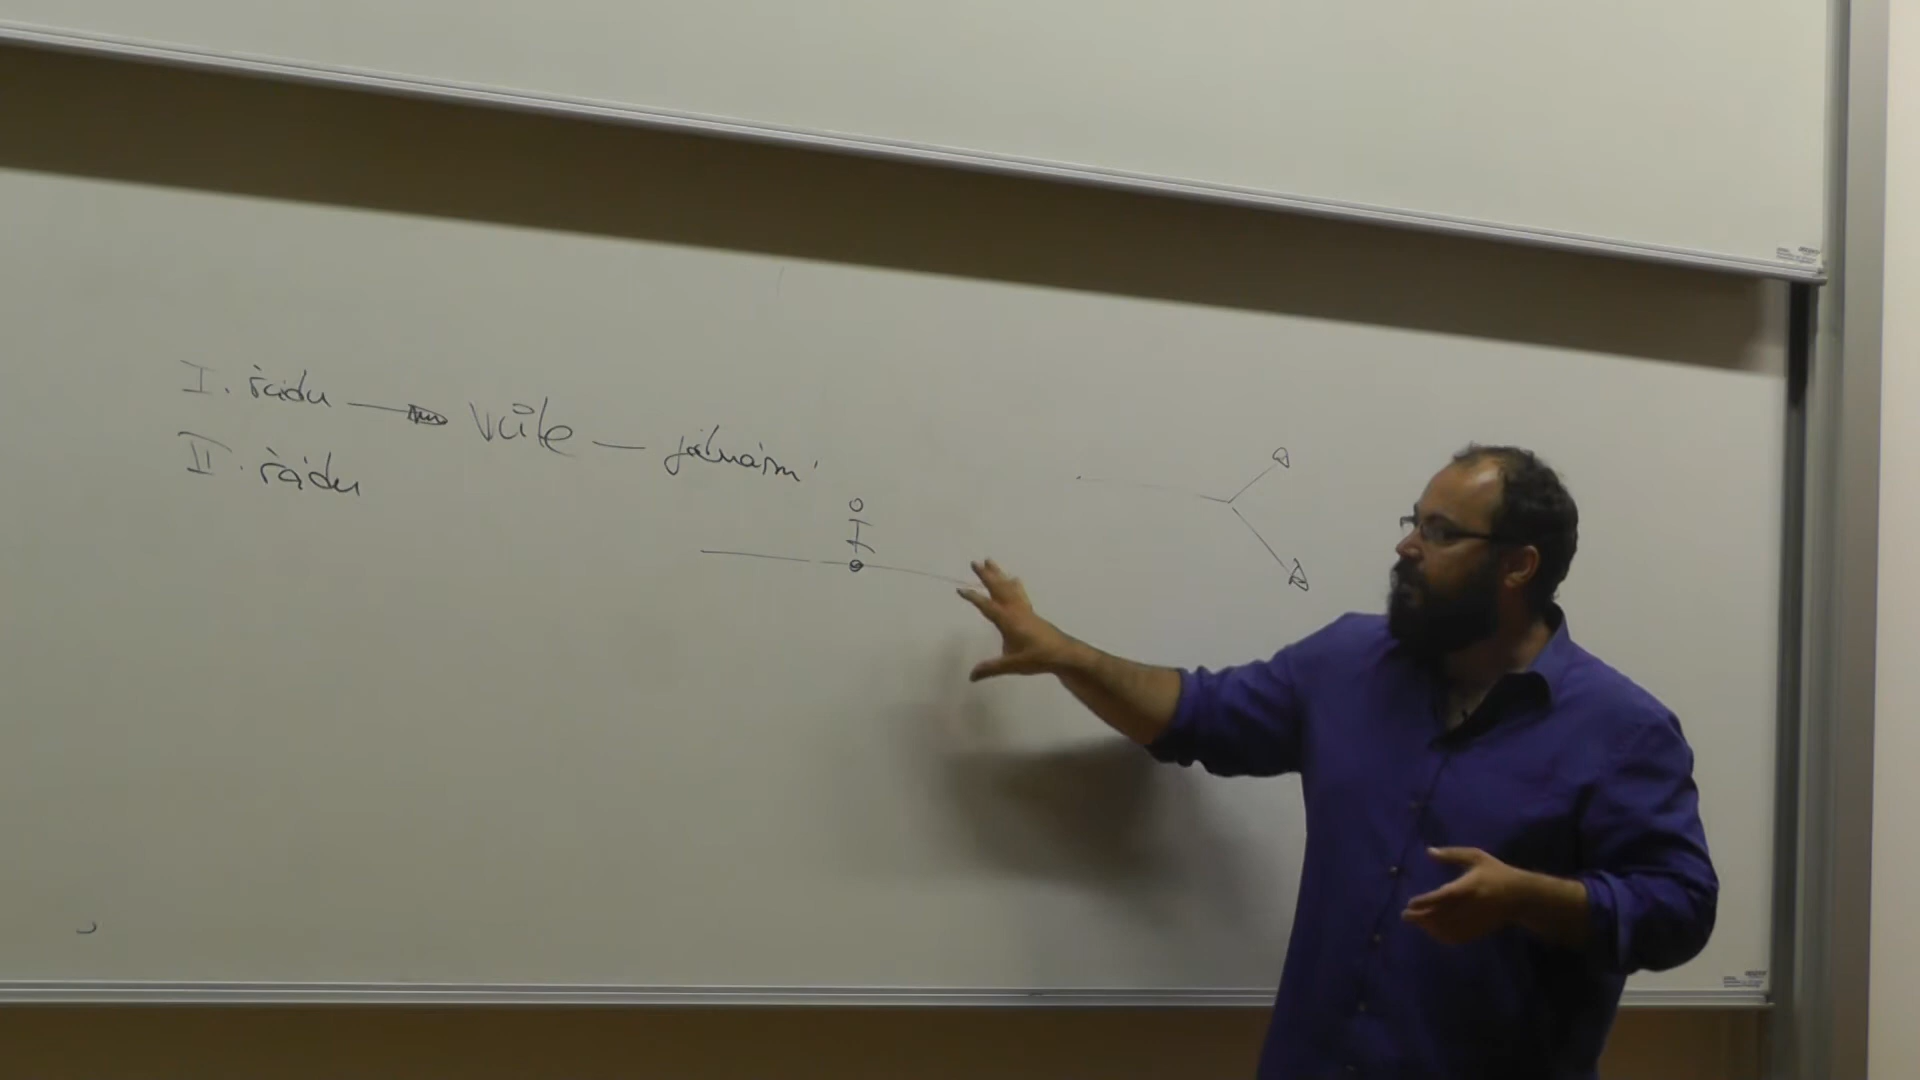 I. řádu → Vůle — jednání
II. řádu